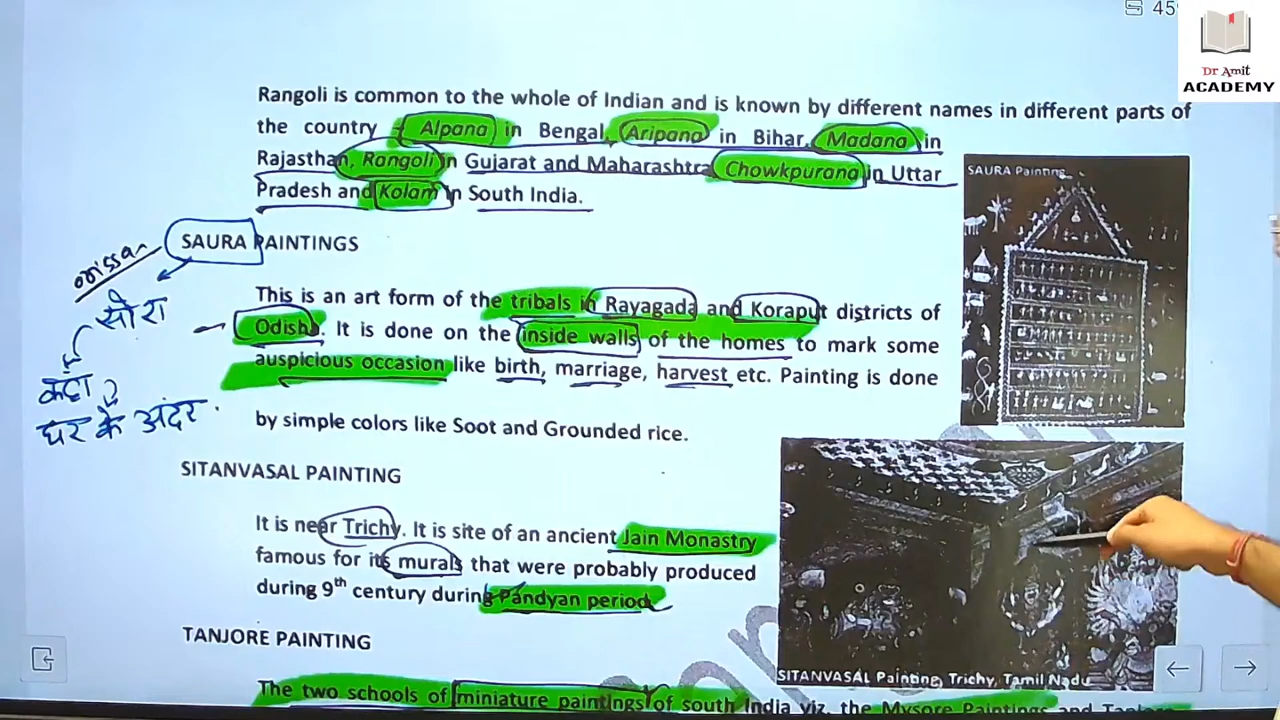 459
Dr Amit
ACADEMY
Rangoli is common to the whole of Indian and is known by different names in different parts of
the country – Alpana in Bengal, Aripana in Bihar, Madana in
Rajasthan, Rangoli in Gujarat and Maharashtra Chowkpurana in Uttar
Pradesh and Kolam in South India.
SAURA Painting
orissa
SAURA PAINTINGS
सौरा
This is an art form of the tribals in Rayagada and Koraput districts of
Odisha. It is done on the inside walls of the homes to mark some
auspicious occasion like birth, marriage, harvest etc. Painting is done
by simple colors like Soot and Grounded rice.
कहा ?
घर के अंदर .
SITANVASAL PAINTING
It is near Trichy. It is site of an ancient Jain Monastry
famous for its murals that were probably produced
during 9th century during Pandyan period
SITANVASAL Painting, Trichy, Tamil Nadu
TANJORE PAINTING
The two schools of miniature paintings of south India viz. the Mysore Paintings and